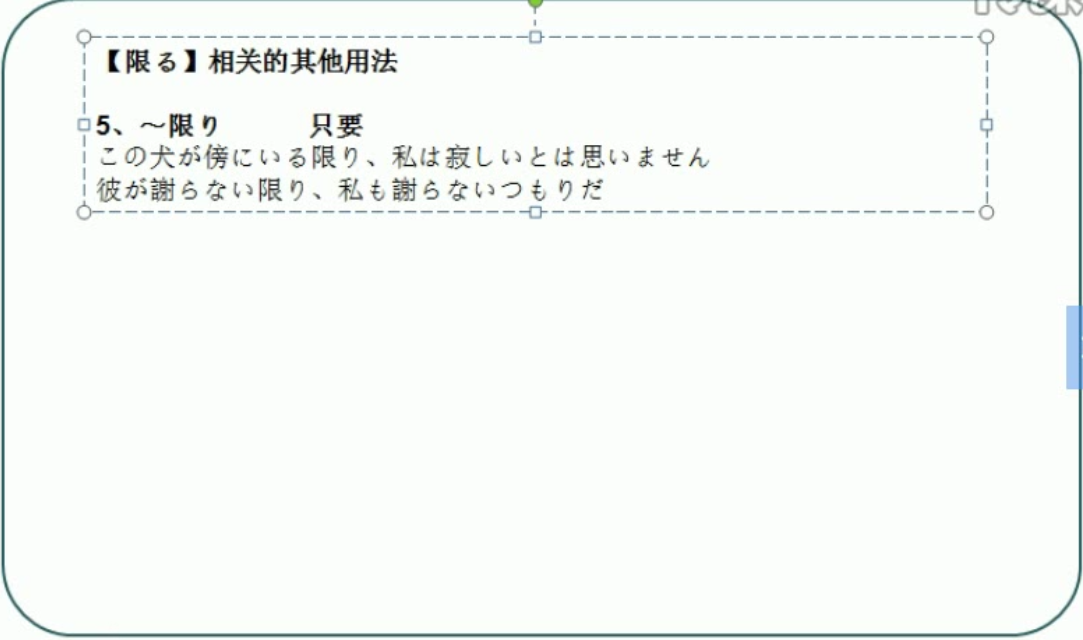 【限る】相关的其他用法
5、～限り 只要
この犬が傍にいる限り、私は寂しいとは思いません
彼が謝らない限り、私も謝らないつもりだ